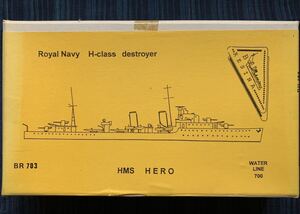 Royal Navy H-class destroyer
BR 783
HMS HERO
WATER
LINE
700